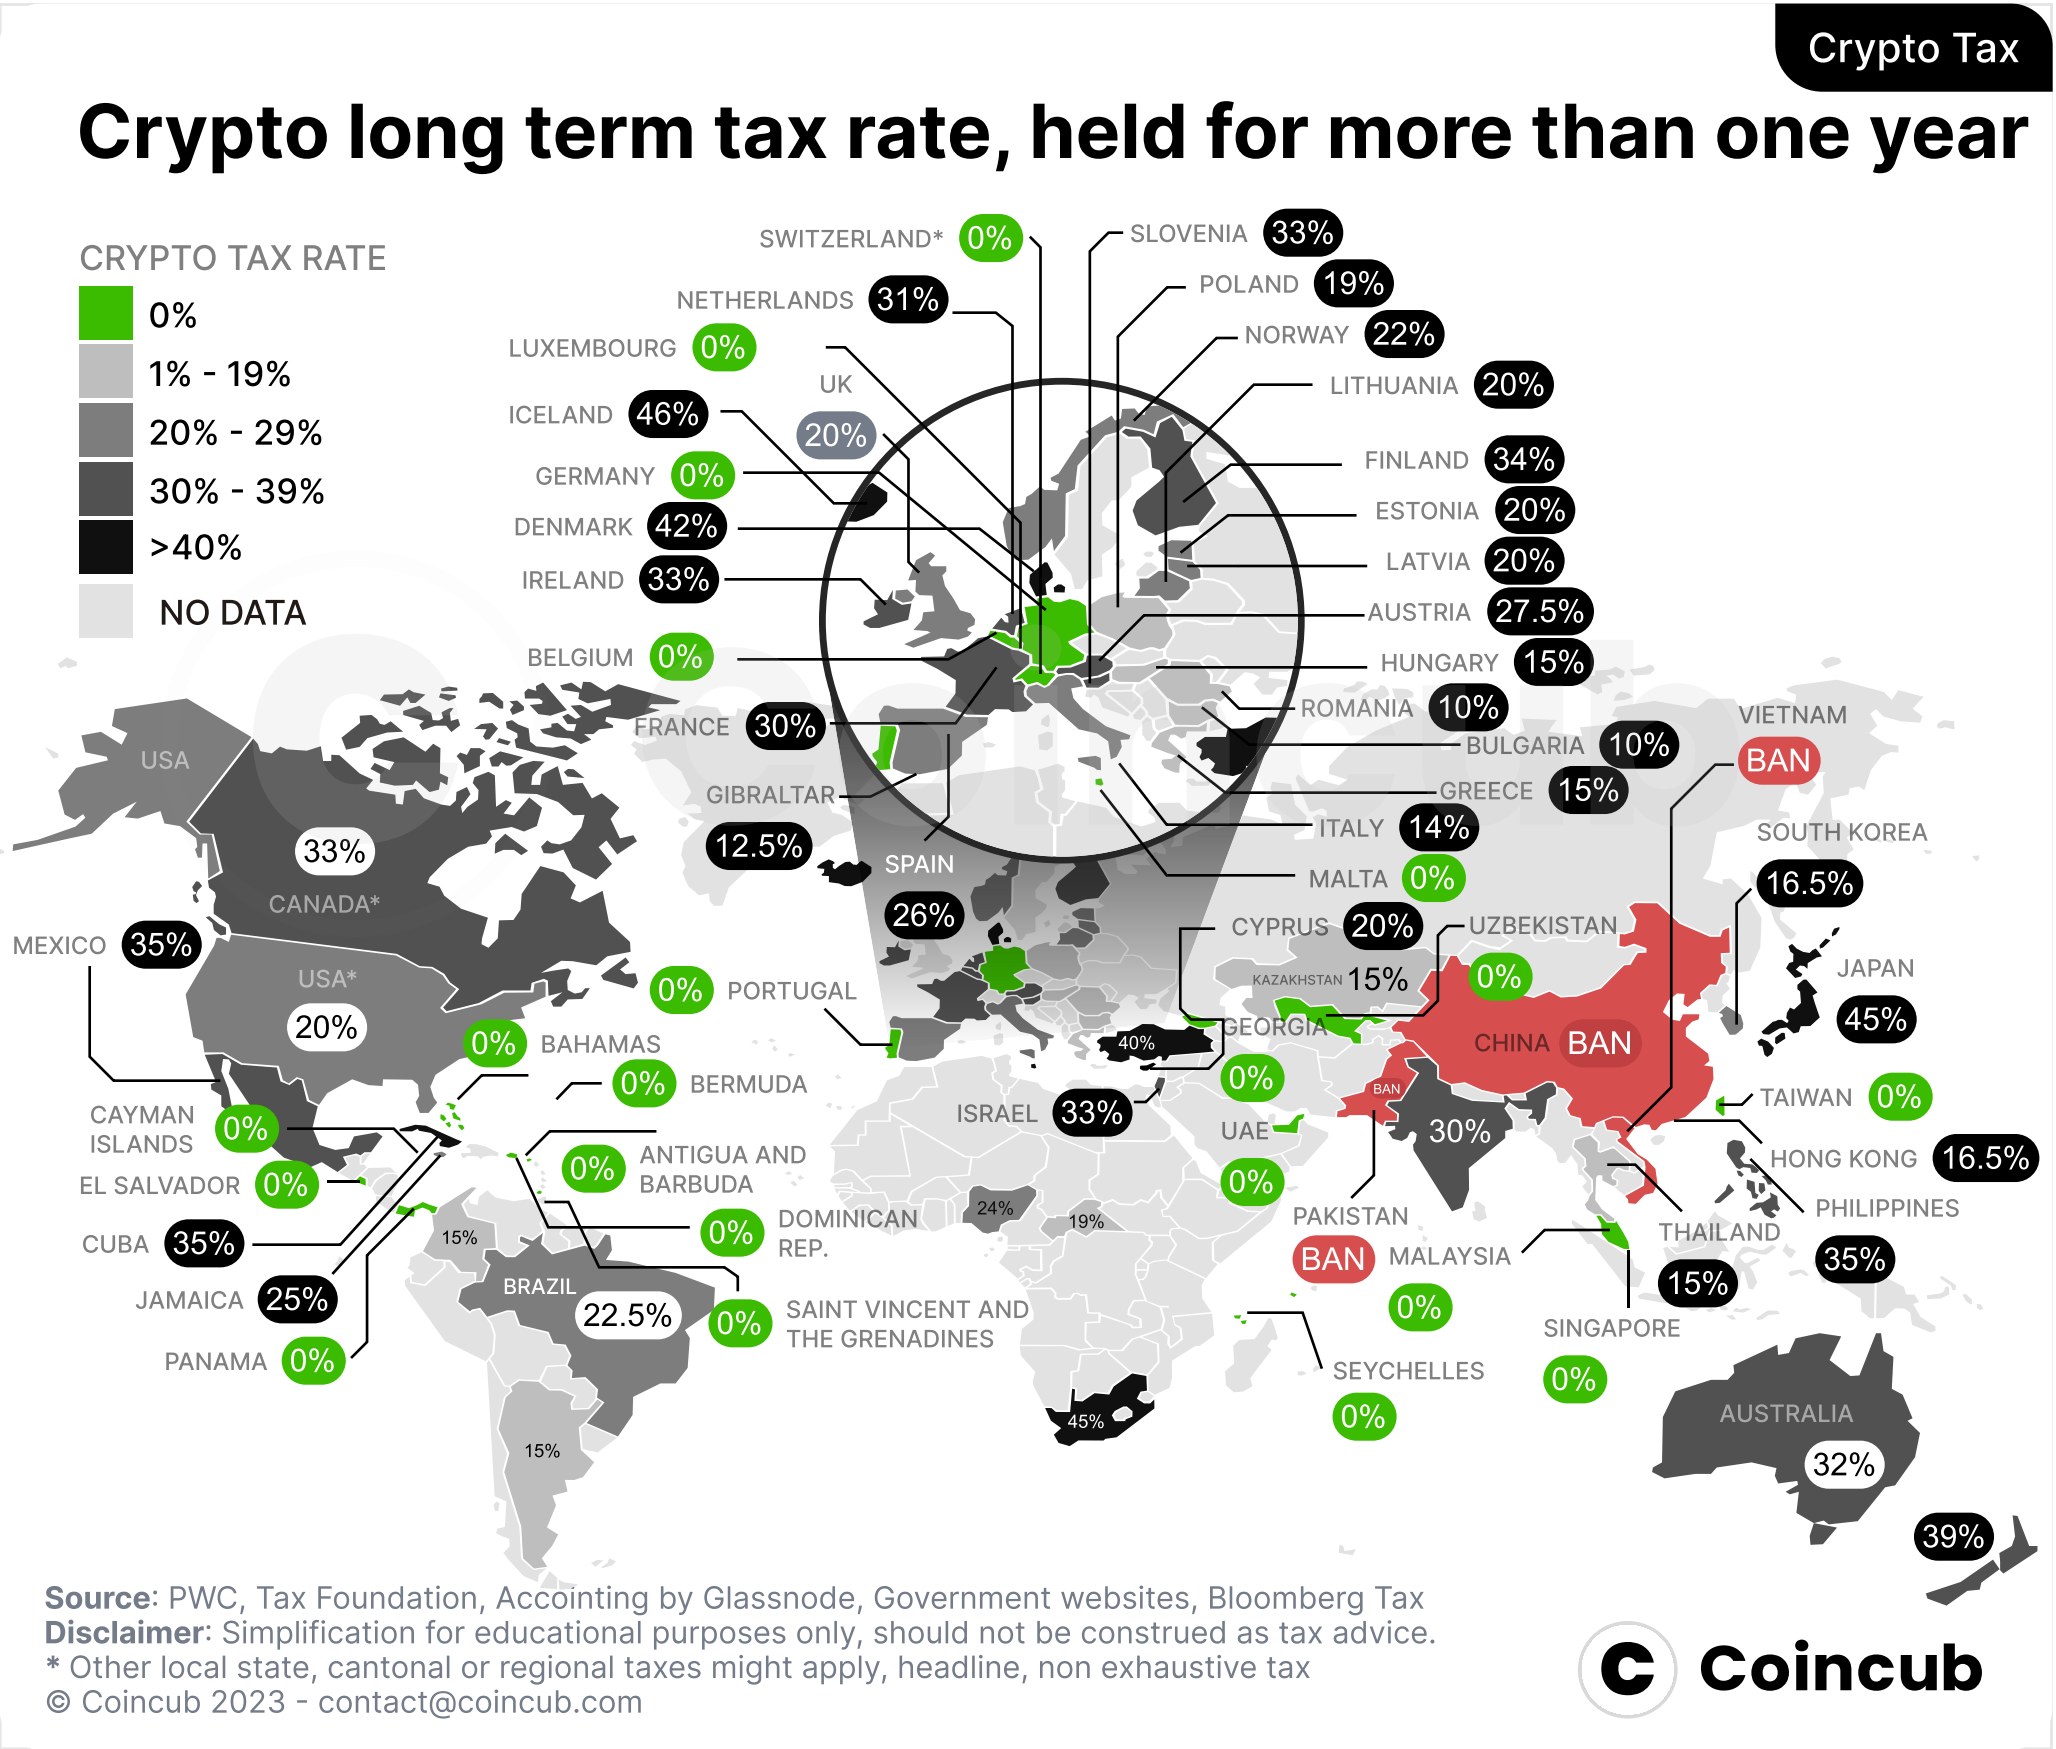 Crypto Tax
Crypto long term tax rate, held for more than one year
CRYPTO TAX RATE
0%
1% - 19%
20% - 29%
30% - 39%
>40%
NO DATA
SWITZERLAND* 0%
NETHERLANDS 31%
LUXEMBOURG 0%
UK
20%
ICELAND 46%
GERMANY 0%
DENMARK 42%
IRELAND 33%
BELGIUM 0%
FRANCE 30%
GIBRALTAR
12.5%
SPAIN
26%
SLOVENIA 33%
POLAND 19%
NORWAY 22%
LITHUANIA 20%
FINLAND 34%
ESTONIA 20%
LATVIA 20%
AUSTRIA 27.5%
HUNGARY 15%
ROMANIA 10%
BULGARIA 10%
GREECE 15%
ITALY 14%
MALTA 0%
CYPRUS 20%
UZBEKISTAN
0%
KAZAKHSTAN 15%
VIETNAM
BAN
SOUTH KOREA
16.5%
JAPAN
45%
USA
33%
CANADA*
MEXICO 35%
USA*
20%
0% PORTUGAL
0% BAHAMAS
0% BERMUDA
CAYMAN
ISLANDS 0%
EL SALVADOR 0%
0% ANTIGUA AND
BARBUDA
0% DOMINICAN
REP.
CUBA 35%
JAMAICA 25%
PANAMA 0%
15%
BRAZIL
22.5%
0% SAINT VINCENT AND
THE GRENADINES
15%
40%
GEORGIA
0%
ISRAEL 33%
UAE
0%
24%
19%
45%
CHINA BAN
BAN
30%
PAKISTAN
BAN
TAIWAN 0%
HONG KONG 16.5%
PHILIPPINES
35%
THAILAND
15%
MALAYSIA
0%
SINGAPORE
0%
SEYCHELLES
0%
AUSTRALIA
32%
39%
Source: PWC, Tax Foundation, Accointing by Glassnode, Government websites, Bloomberg Tax
Disclaimer: Simplification for educational purposes only, should not be construed as tax advice.
* Other local state, cantonal or regional taxes might apply, headline, non exhaustive tax
© Coincub 2023 - contact@coincub.com
C Coincub
Coincub